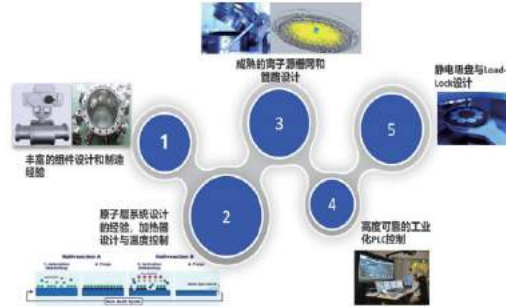 成熟的离子源栅网和
管路设计
静电吸盘与Load-
Lock设计
1
3
5
丰富的组件设计和制造
经验
2
4
原子层系统设计
的经验，加热器
设计与温度控制
高度可靠的工业
化PLC控制
Half-reaction A
Half-reaction B